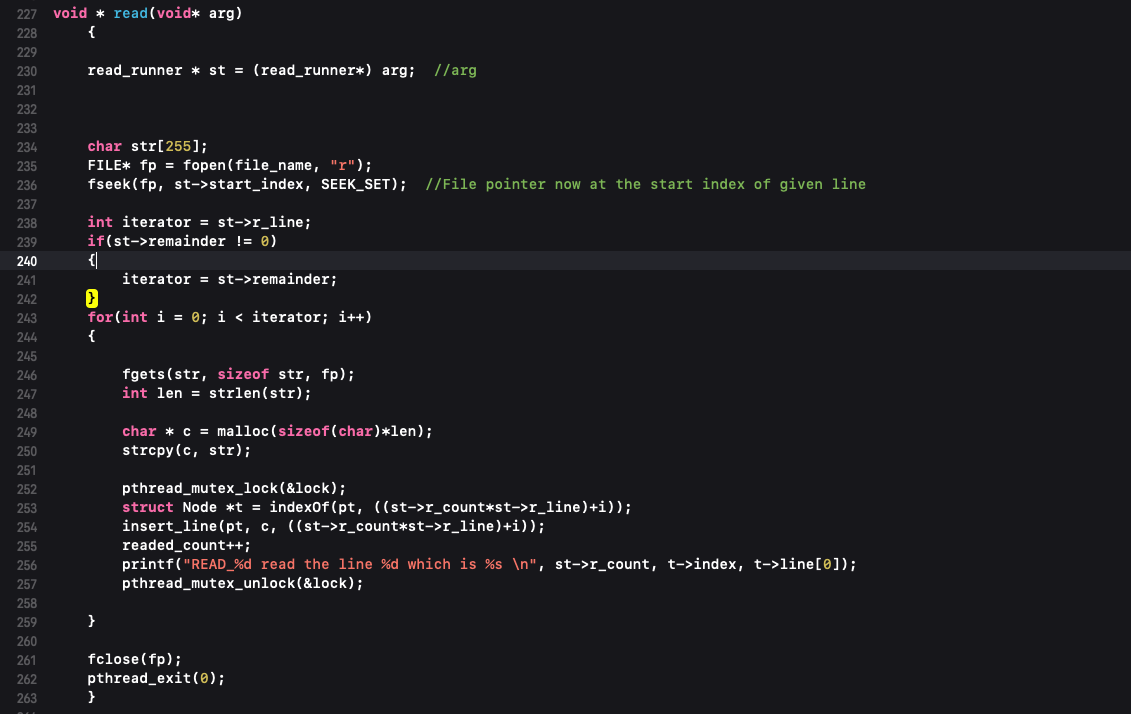 227 void * read(void* arg)
228     {
229
230     read_runner * st = (read_runner*) arg;  //arg
231
232
233
234     char str[255];
235     FILE* fp = fopen(file_name, "r");
236     fseek(fp, st->start_index, SEEK_SET);  //File pointer now at the start index of given line
237
238     int iterator = st->r_line;
239     if(st->remainder != 0)
240     {
241         iterator = st->remainder;
242     }
243     for(int i = 0; i < iterator; i++)
244     {
245
246         fgets(str, sizeof str, fp);
247         int len = strlen(str);
248
249         char * c = malloc(sizeof(char)*len);
250         strcpy(c, str);
251
252         pthread_mutex_lock(&lock);
253         struct Node *t = indexOf(pt, ((st->r_count*st->r_line)+i));
254         insert_line(pt, c, ((st->r_count*st->r_line)+i));
255         readed_count++;
256         printf("READ_%d read the line %d which is %s \n", st->r_count, t->index, t->line[0]);
257         pthread_mutex_unlock(&lock);
258
259     }
260
261     fclose(fp);
262     pthread_exit(0);
263     }